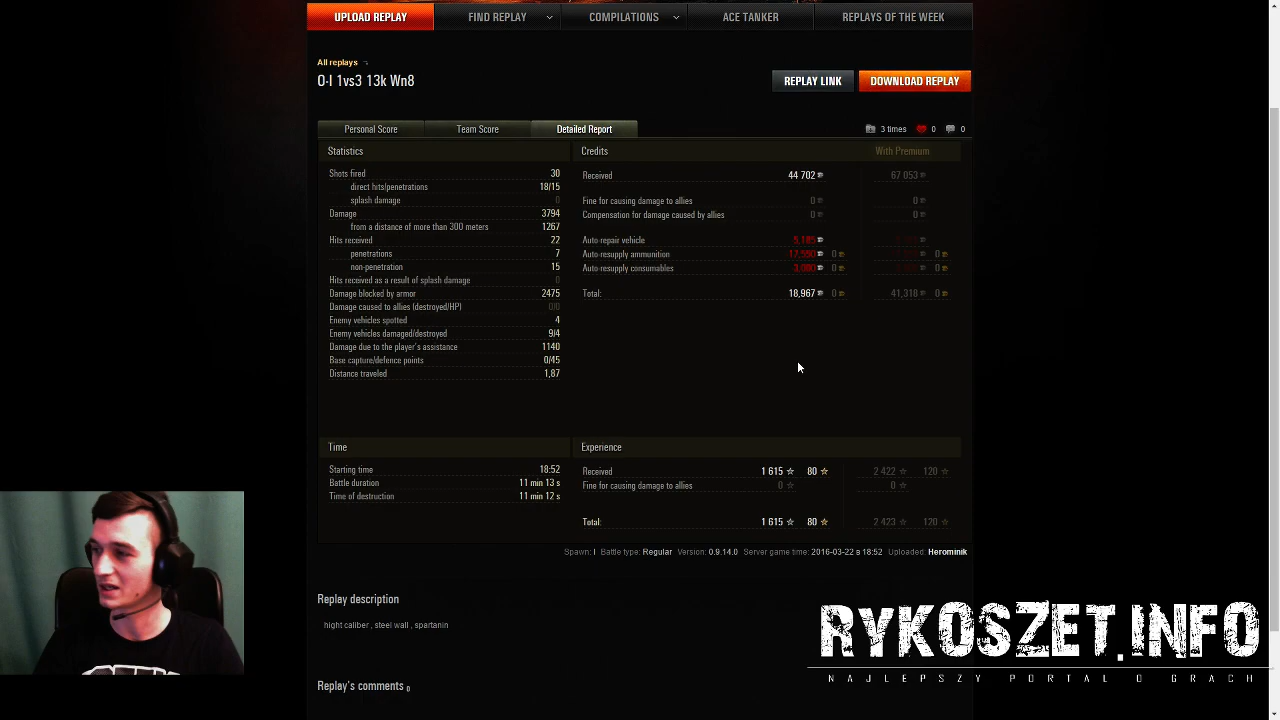 UPLOAD REPLAY FIND REPLAY COMPILATIONS ACE TANKER REPLAYS OF THE WEEK
All replays
O-I 1vs3 13k Wn8
REPLAY LINK DOWNLOAD REPLAY
Personal Score Team Score Detailed Report 3 times 0 0
Statistics
Shots fired 30
direct hits/penetrations 18/15
splash damage 0
Damage 3794
from a distance of more than 300 meters 1267
Hits received 22
penetrations 7
non-penetration 15
Hits received as a result of splash damage 0
Damage blocked by armor 2475
Damage caused to allies (destroyed/HP) 0/0
Enemy vehicles spotted 4
Enemy vehicles damaged/destroyed 9/4
Damage due to the player's assistance 1140
Base capture/defence points 0/45
Distance traveled 1,87
Credits With Premium
Received 44 702 67 053
Fine for causing damage to allies 0 0
Compensation for damage caused by allies 0 0
Auto-repair vehicle -5,185
Auto-resupply ammunition -17,550 0 0
Auto-resupply consumables -3,000 0 0
Total: 18,967 0 41,318 0
Time
Starting time 18:52
Battle duration 11 min 13 s
Time of destruction 11 min 12 s
Experience
Received 1 615 80 2 422 120
Fine for causing damage to allies 0 0
Total: 1 615 80 2 423 120
Spawn: I Battle type: Regular Version: 0.9.14.0 Server game time: 2016-03-22 в 18:52 Uploaded: Herominik
Replay description
hight caliber , steel wall , spartanin
Replay's comments 0
RYKOSZET.INFO
NAJLEPSZY PORTAL O GRACH